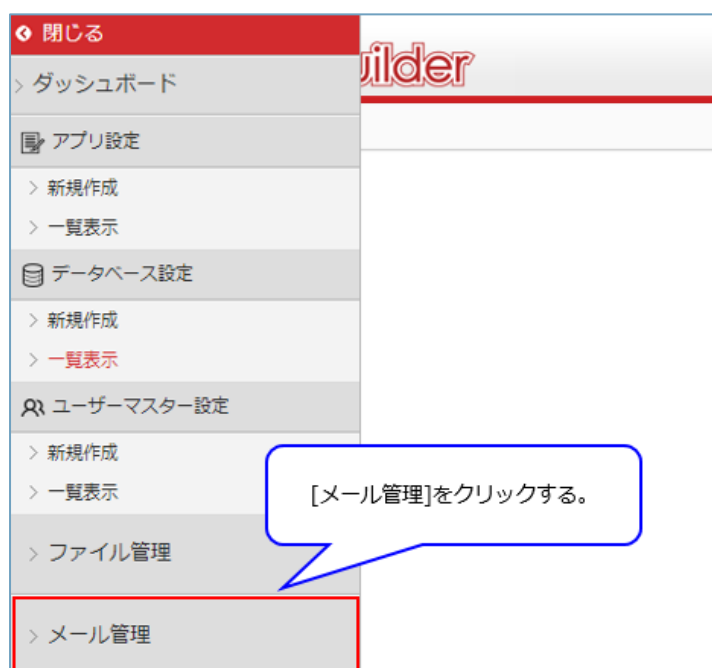 閉じる
uilder
ダッシュボード
アプリ設定
新規作成
一覧表示
データベース設定
新規作成
一覧表示
ユーザーマスター設定
新規作成
一覧表示
[メール管理]をクリックする。
ファイル管理
メール管理